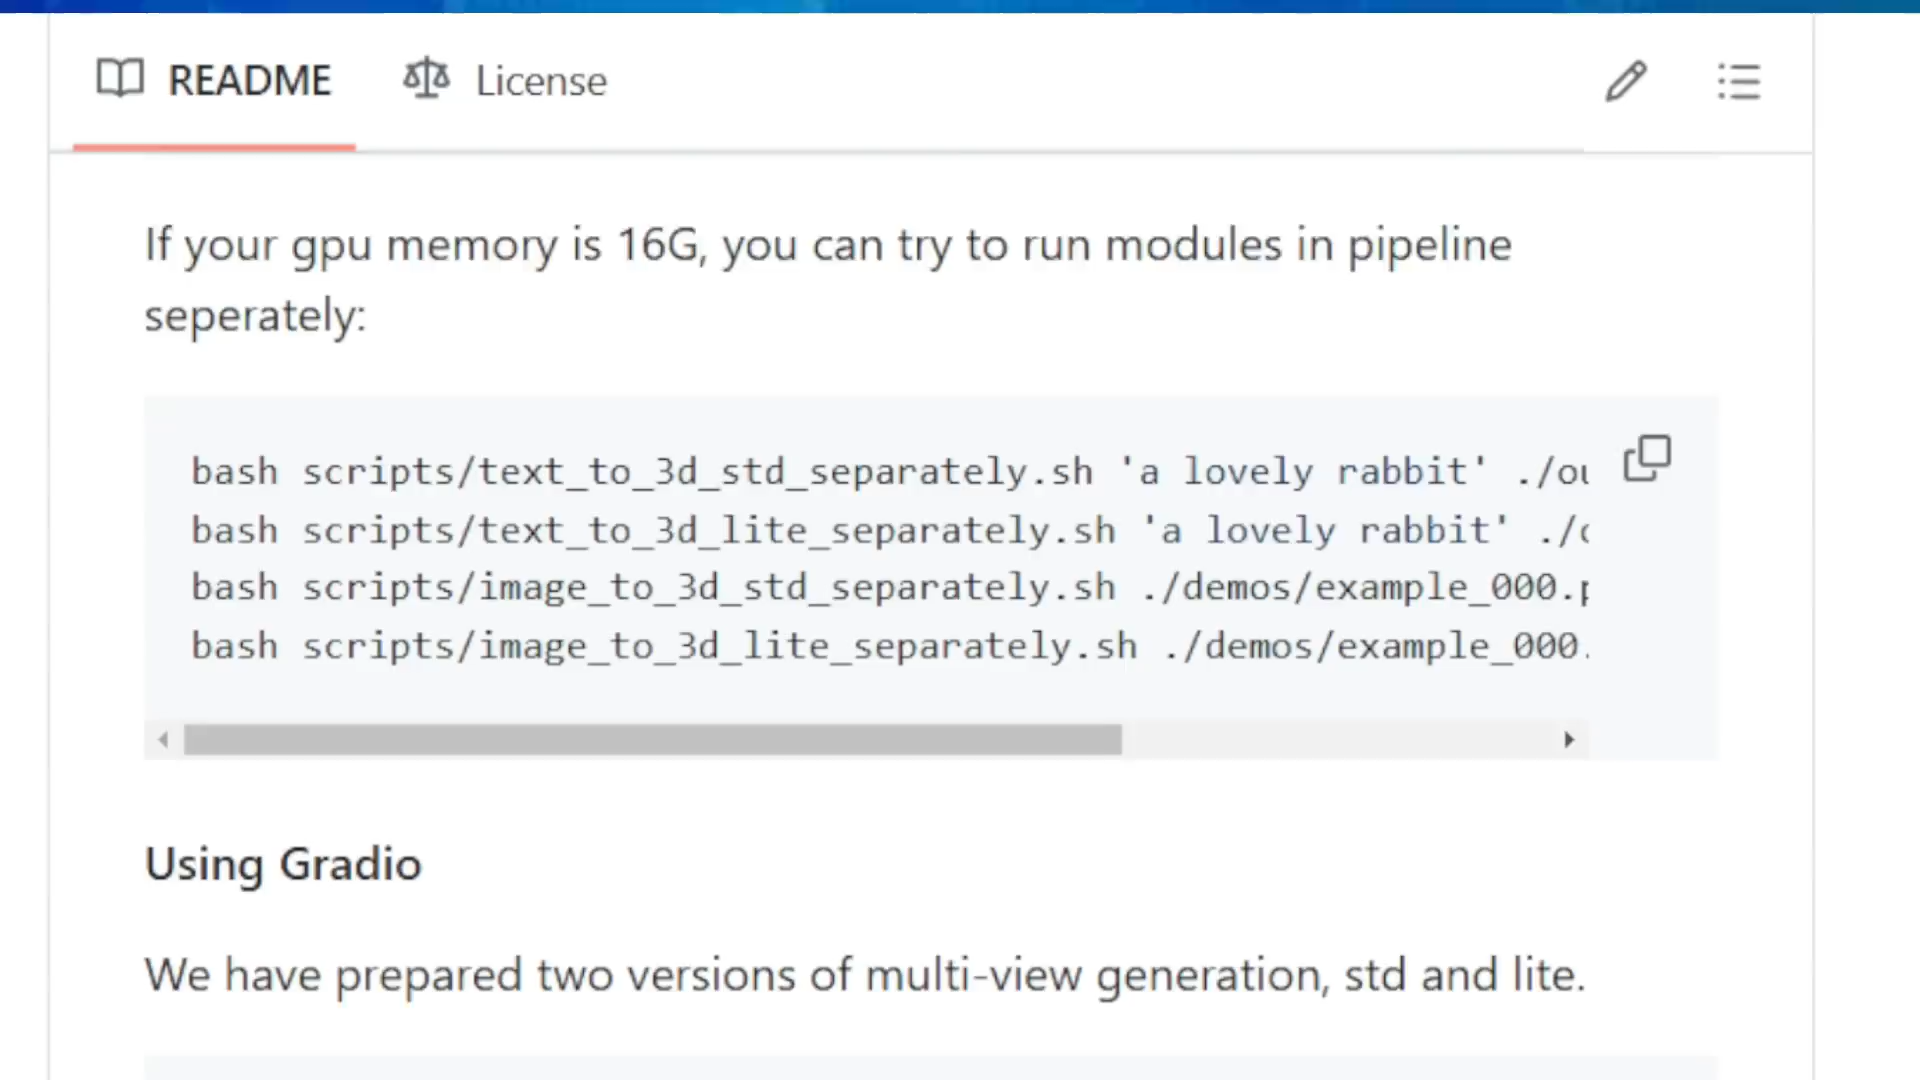 README License
If your gpu memory is 16G, you can try to run modules in pipeline
seperately:
bash scripts/text_to_3d_std_separately.sh 'a lovely rabbit' ./ou
bash scripts/text_to_3d_lite_separately.sh 'a lovely rabbit' ./
bash scripts/image_to_3d_std_separately.sh ./demos/example_000.p
bash scripts/image_to_3d_lite_separately.sh ./demos/example_000.
Using Gradio
We have prepared two versions of multi-view generation, std and lite.